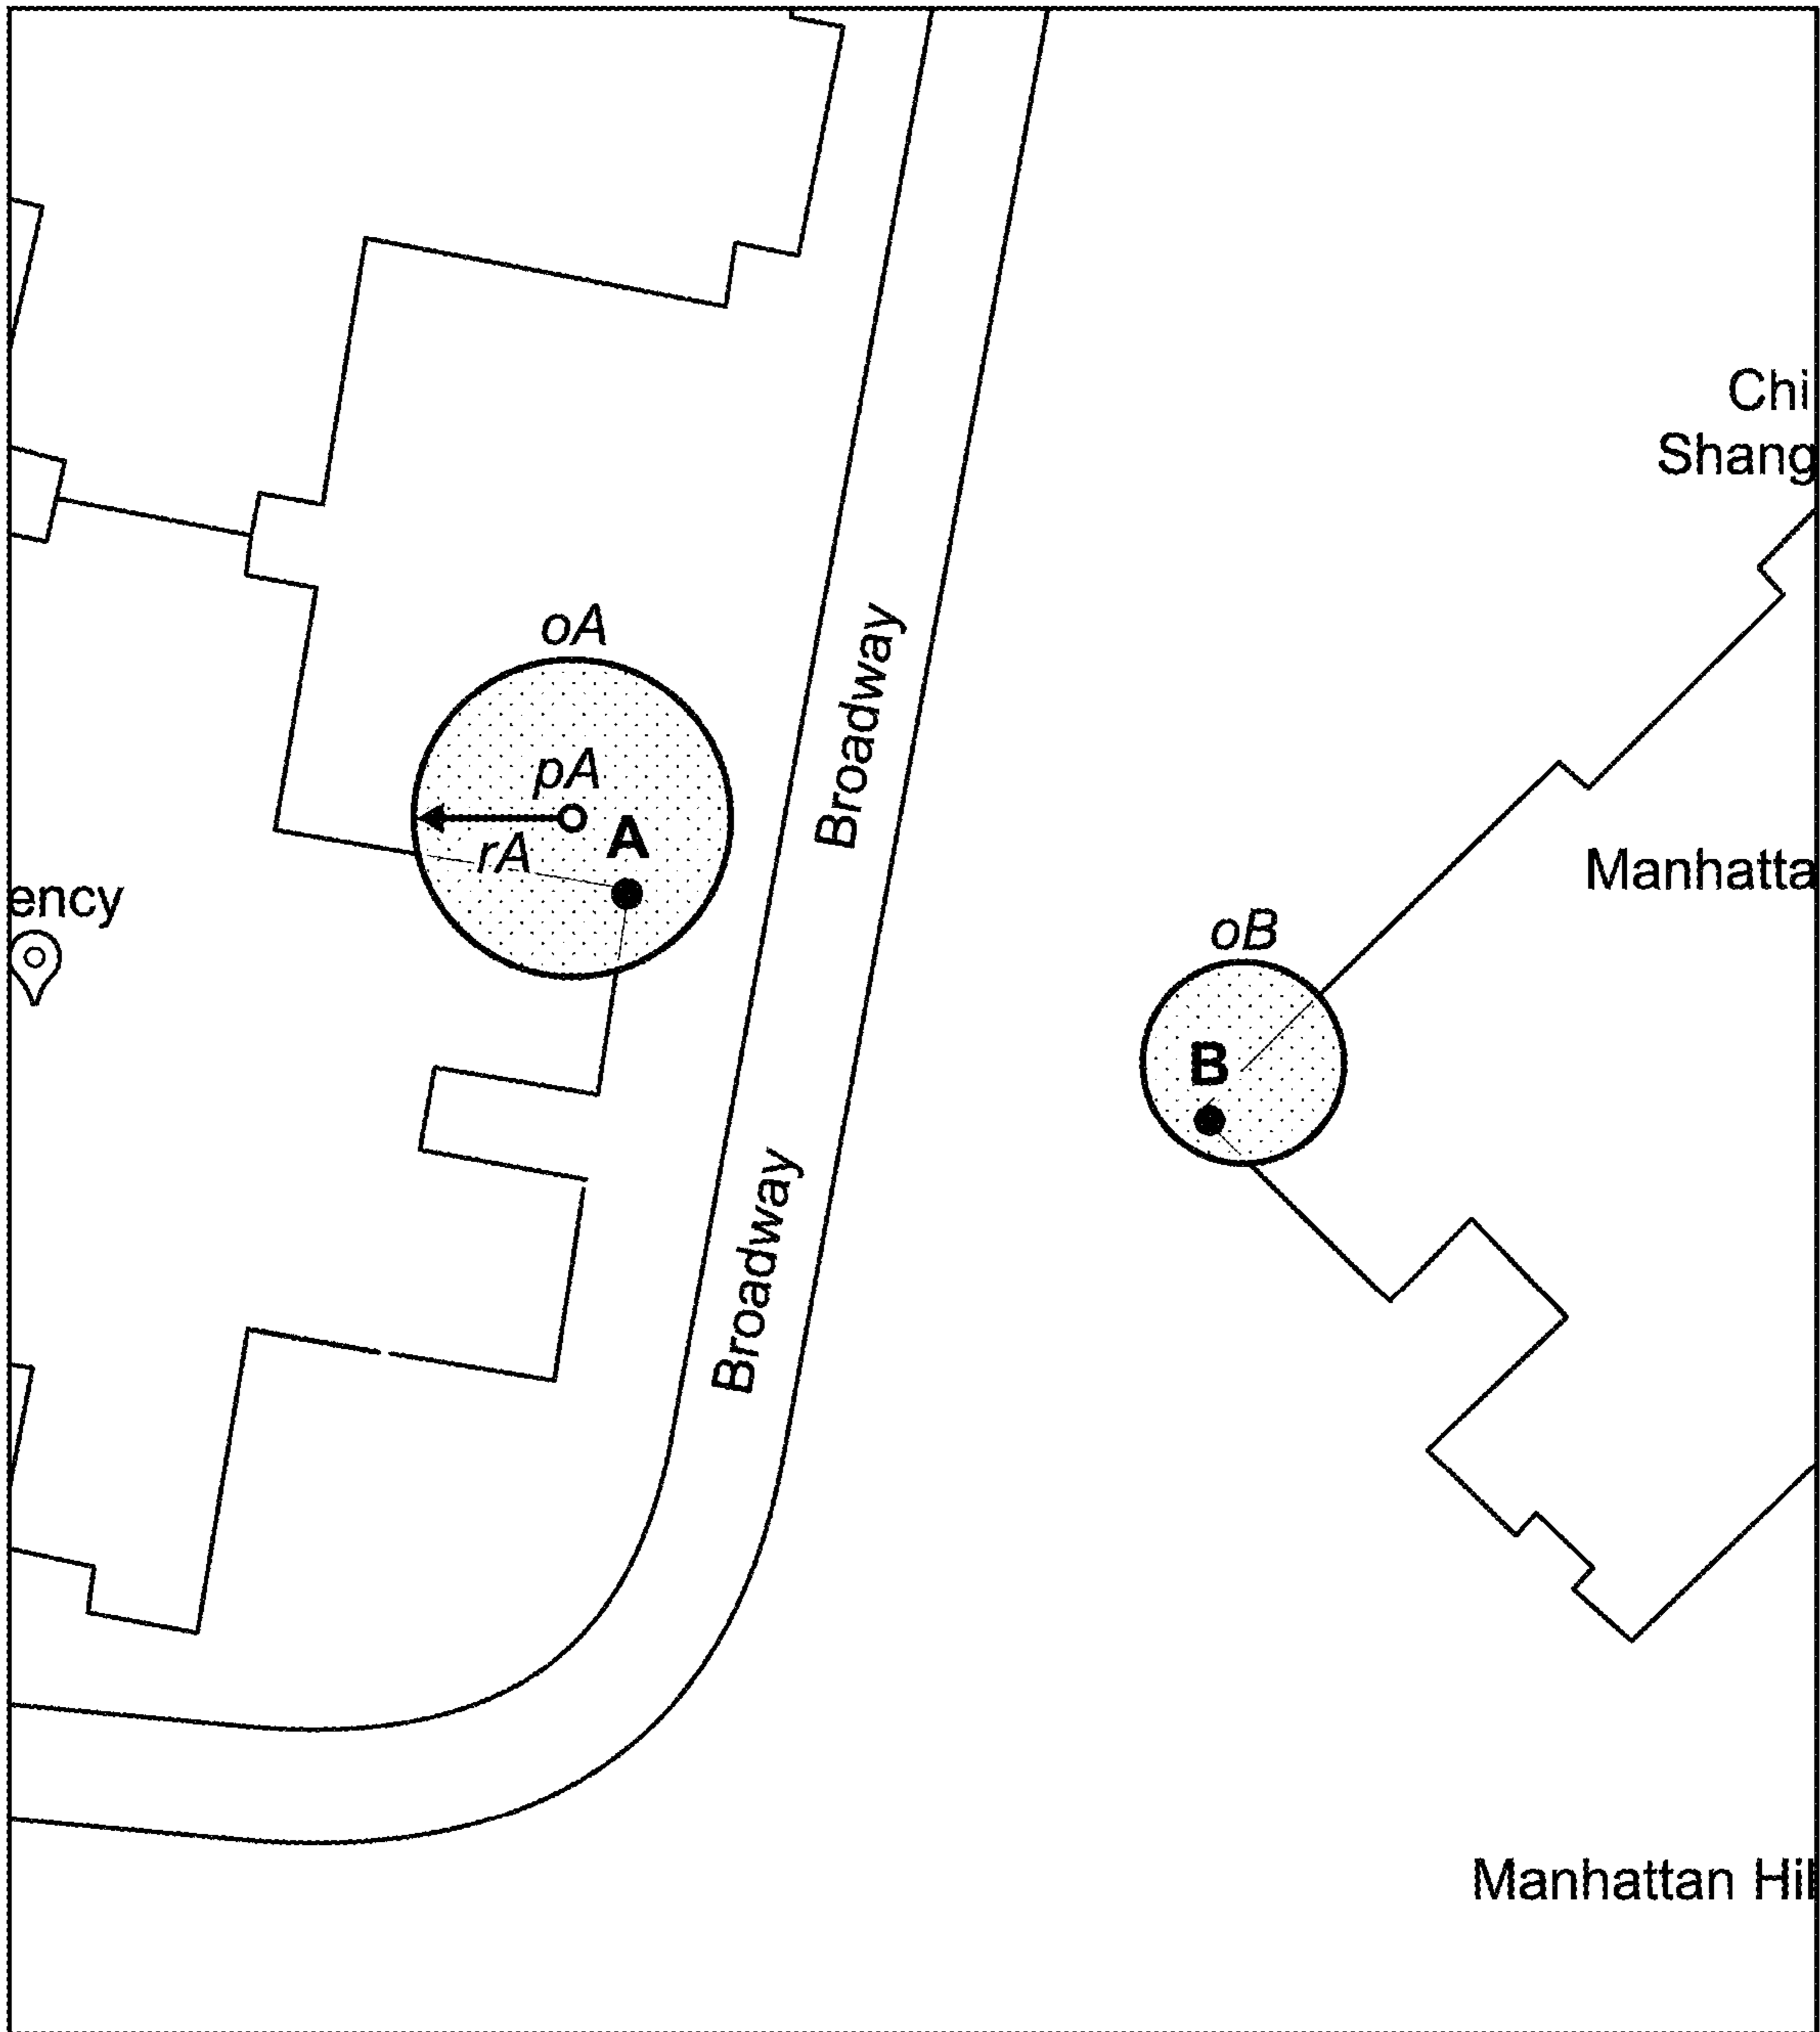 Chi
Shang
oA
Broadway
pA
A
rA
Manhatta
ency
oB
B
Broadway
Manhattan Hil